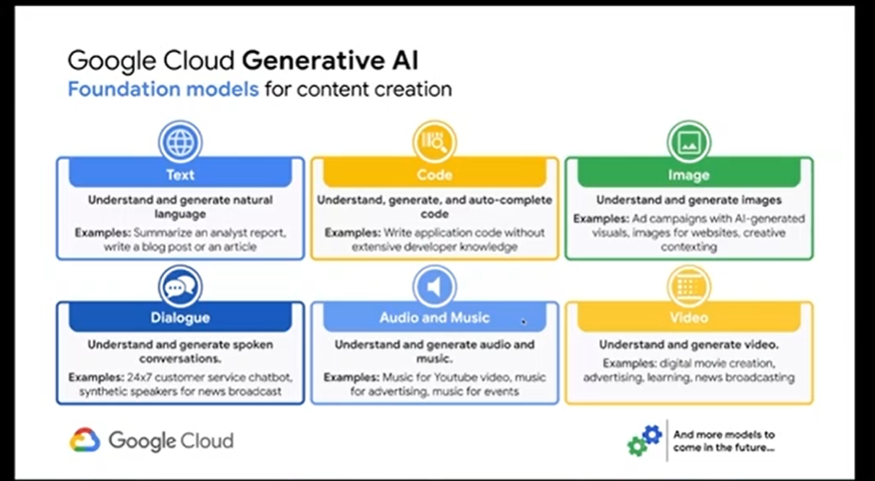 Google Cloud Generative AI
Foundation models for content creation
Text
Understand and generate natural
language
Examples: Summarize an analyst report,
write a blog post or an article
Code
Understand, generate, and auto-complete
code
Examples: Write application code without
extensive developer knowledge
Image
Understand and generate images
Examples: Ad campaigns with AI-generated
visuals, images for websites, creative
contexting
Dialogue
Understand and generate spoken
conversations.
Examples: 24x7 customer service chatbot,
synthetic speakers for news broadcast
Audio and Music
Understand and generate audio and
music.
Examples: Music for Youtube video, music
for advertising, music for events
Video
Understand and generate video.
Examples: digital movie creation,
advertising, learning, news broadcasting
Google Cloud
And more models to
come in the future...